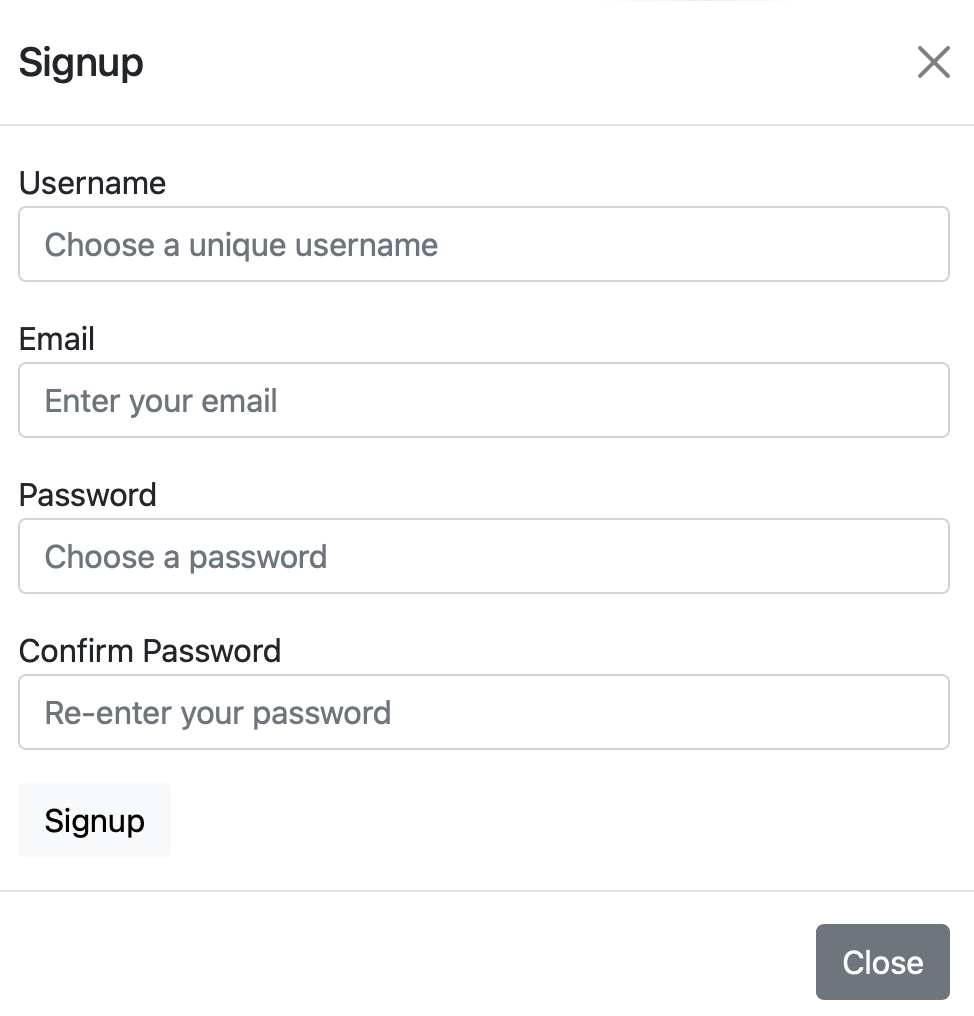 Signup
Username
Choose a unique username
Email
Enter your email
Password
Choose a password
Confirm Password
Re-enter your password
Signup
Close